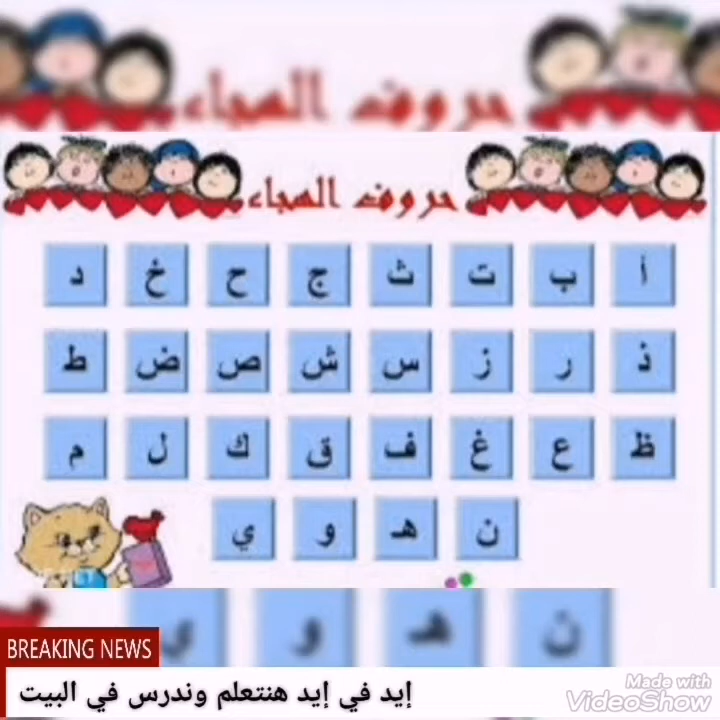 حروف الهجاء
حروف الهجاء
أ ب ت ث ج ح خ د
ذ ر ز س ش ص ض ط
ظ ع غ ف ق ك ل م
ن هـ و ي
ن هـ و ي
BREAKING NEWS
إيد في إيد هنتعلم وندرس في البيت
Made with
VideoShow